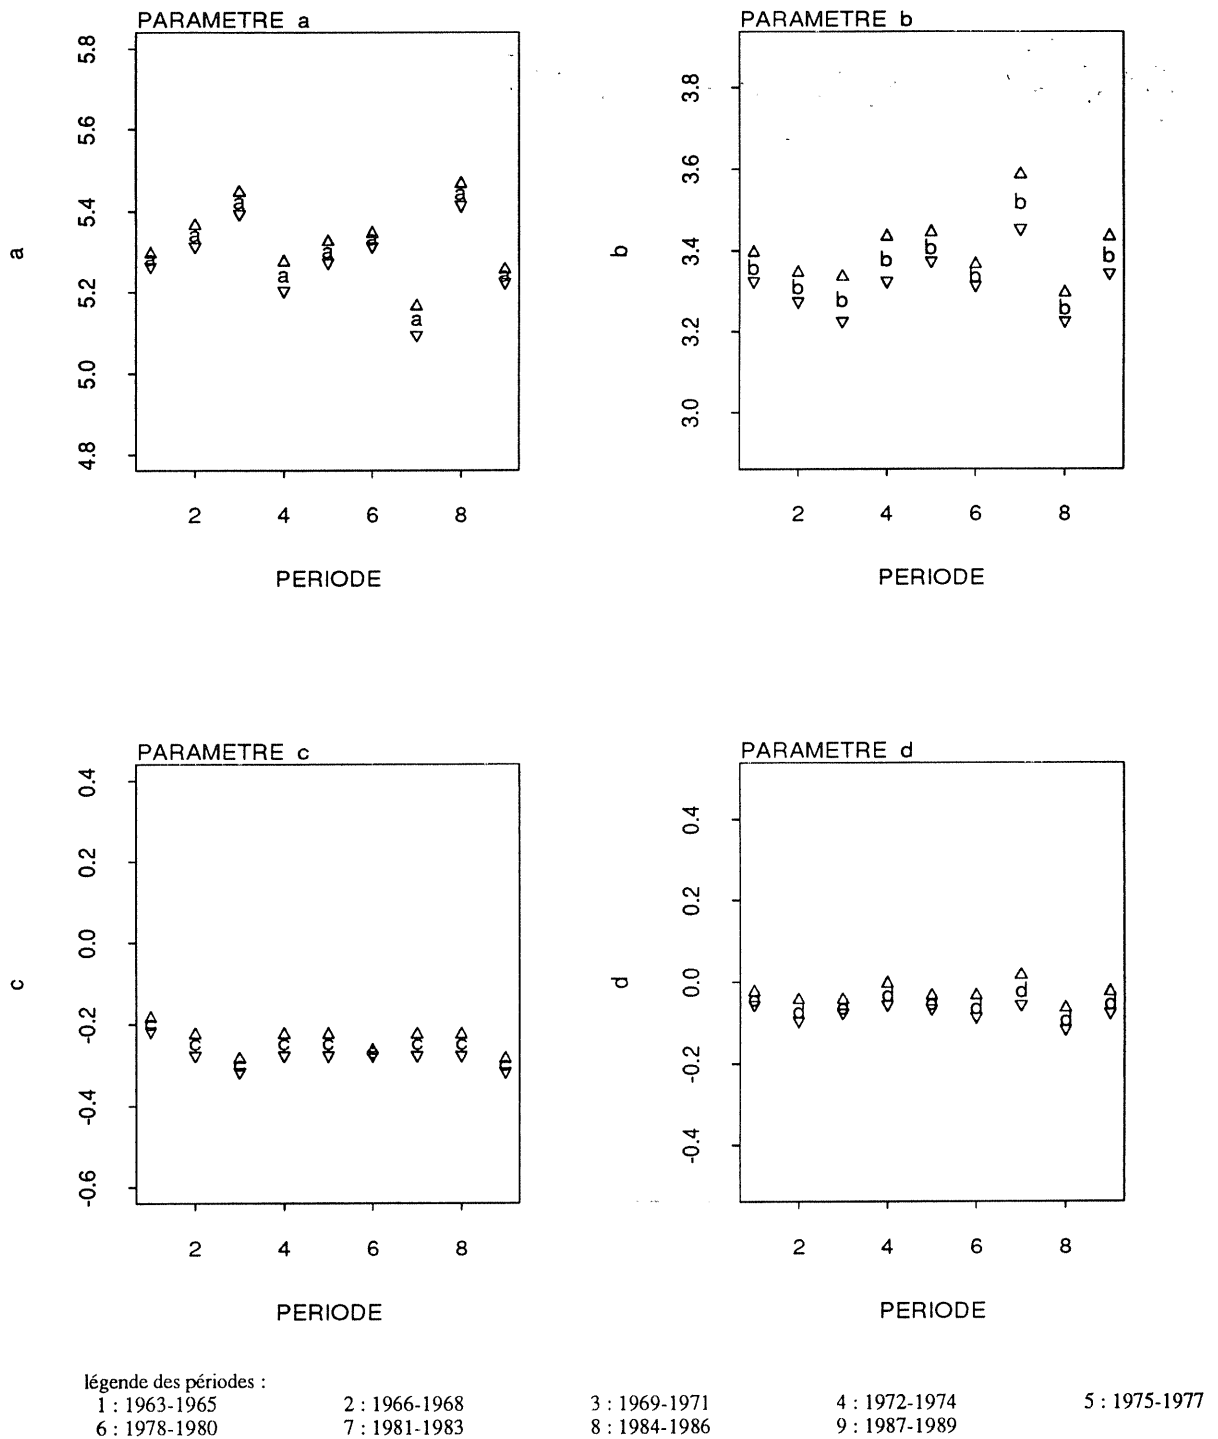 PARAMETRE a
5.8
5.6
5.4
5.2
5.0
4.8
a
a a a a a a a a a
2 4 6 8
PERIODE
PARAMETRE b
3.8
3.6
3.4
3.2
3.0
b
b b b b b b b b b
2 4 6 8
PERIODE
PARAMETRE c
0.4
0.2
0.0
-0.2
-0.4
-0.6
c
c c c c c c c c c
2 4 6 8
PERIODE
PARAMETRE d
0.4
0.2
0.0
-0.2
-0.4
d
d d d d d d d d d
2 4 6 8
PERIODE
légende des périodes :
1 : 1963-1965 2 : 1966-1968 3 : 1969-1971 4 : 1972-1974 5 : 1975-1977
6 : 1978-1980 7 : 1981-1983 8 : 1984-1986 9 : 1987-1989